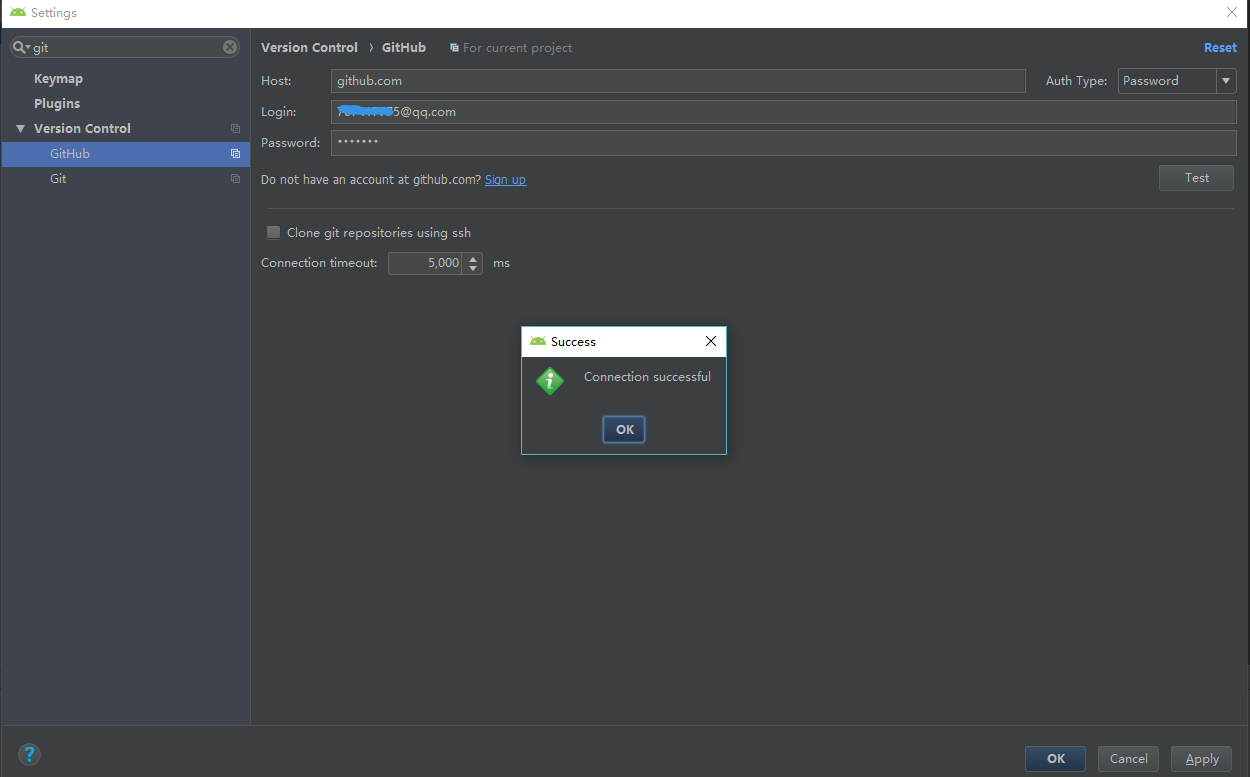 Settings
git
Version Control › GitHub For current project Reset
Keymap
Plugins
Version Control
GitHub
Git
Host: github.com Auth Type: Password
Login: 5@qq.com
Password: •••••••
Do not have an account at github.com? Sign up Test
Clone git repositories using ssh
Connection timeout: 5,000 ms
Success
Connection successful
OK
? OK Cancel Apply